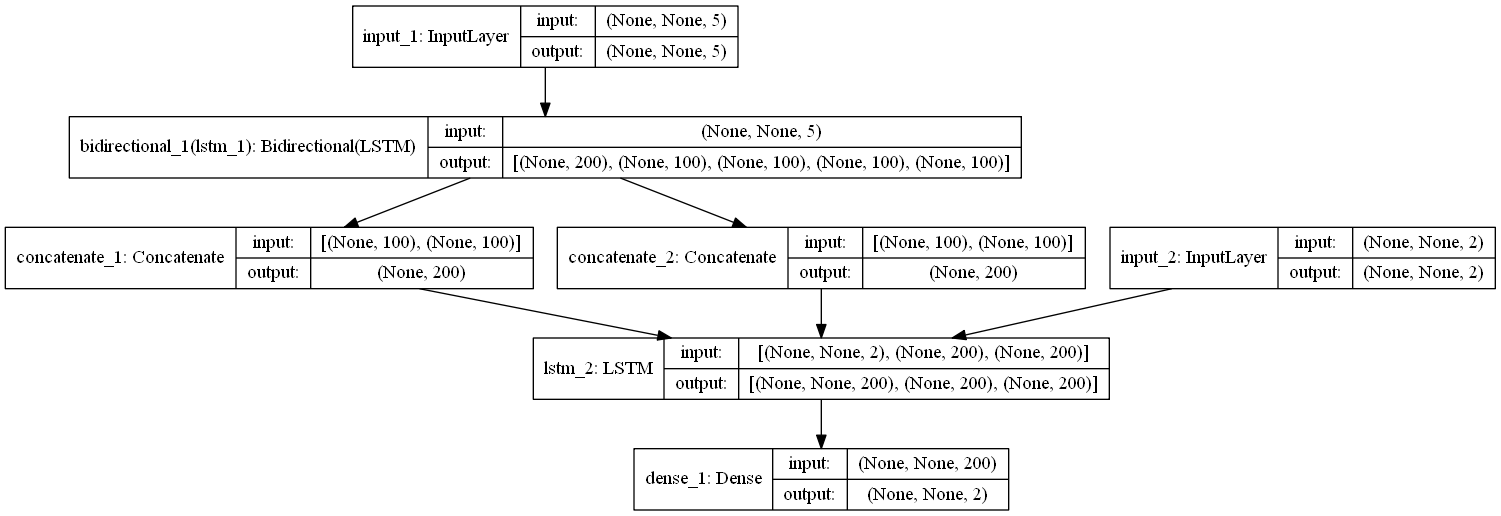 input_1: InputLayer
input: (None, None, 5)
output: (None, None, 5)
bidirectional_1(lstm_1): Bidirectional(LSTM)
input: (None, None, 5)
output: [(None, 200), (None, 100), (None, 100), (None, 100), (None, 100)]
concatenate_1: Concatenate
input: [(None, 100), (None, 100)]
output: (None, 200)
concatenate_2: Concatenate
input: [(None, 100), (None, 100)]
output: (None, 200)
input_2: InputLayer
input: (None, None, 2)
output: (None, None, 2)
lstm_2: LSTM
input: [(None, None, 2), (None, 200), (None, 200)]
output: [(None, None, 200), (None, 200), (None, 200)]
dense_1: Dense
input: (None, None, 200)
output: (None, None, 2)